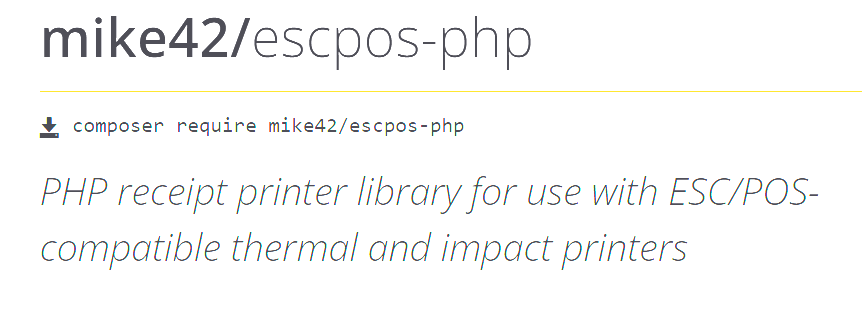 mike42/escpos-php
composer require mike42/escpos-php
PHP receipt printer library for use with ESC/POS-
compatible thermal and impact printers